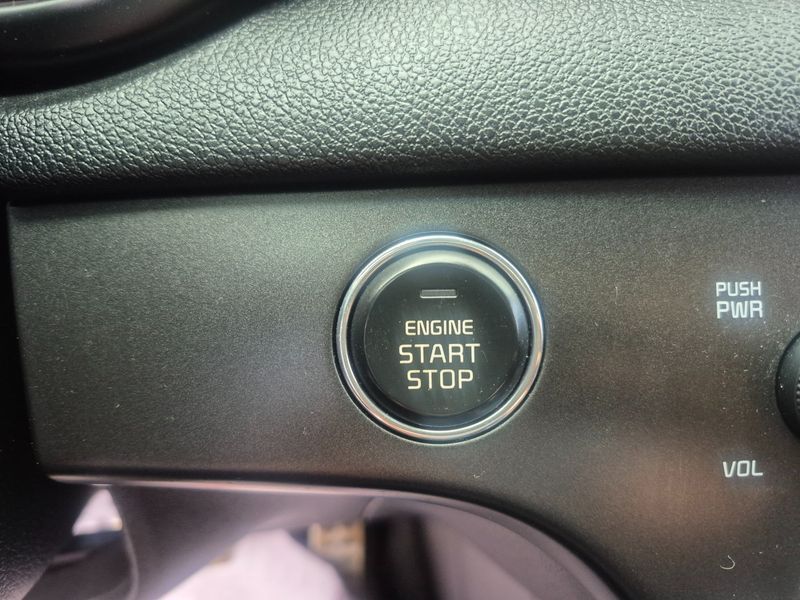 ENGINE
START
STOP
PUSH
PWR
VOL